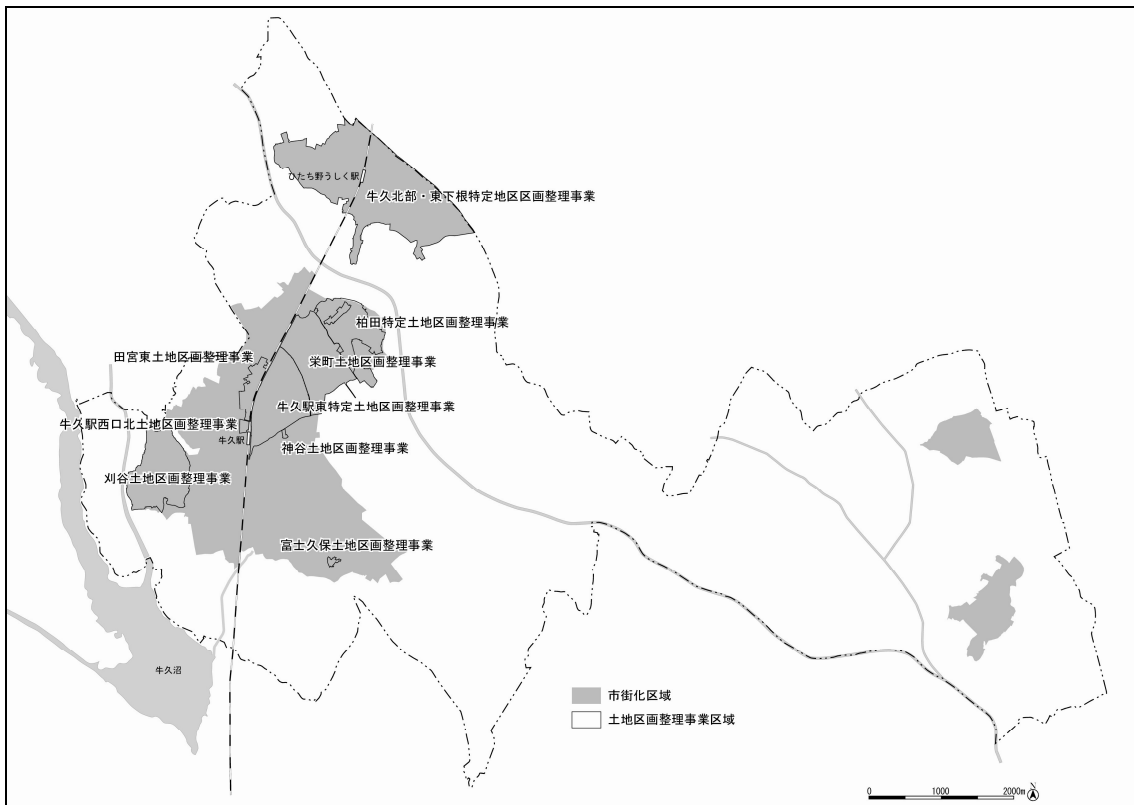 ひたち野うしく駅
牛久北部・東下根特定地区区画整理事業
柏田特定土地区画整理事業
田宮東土地区画整理事業
栄町土地区画整理事業
牛久駅東特定土地区画整理事業
牛久駅西口北土地区画整理事業
牛久駅
神谷土地区画整理事業
刈谷土地区画整理事業
富士久保土地区画整理事業
牛久沼
市街化区域
土地区画整理事業区域
0 1000 2000m
N